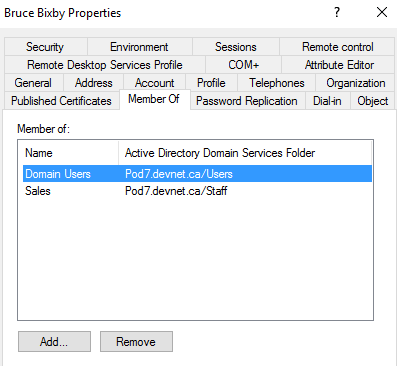 Bruce Bixby Properties ? ×
Security Environment Sessions Remote control
Remote Desktop Services Profile COM+ Attribute Editor
General Address Account Profile Telephones Organization
Published Certificates Member Of Password Replication Dial-in Object
Member of:
Name Active Directory Domain Services Folder
Domain Users Pod7.devnet.ca/Users
Sales Pod7.devnet.ca/Staff
Add... Remove